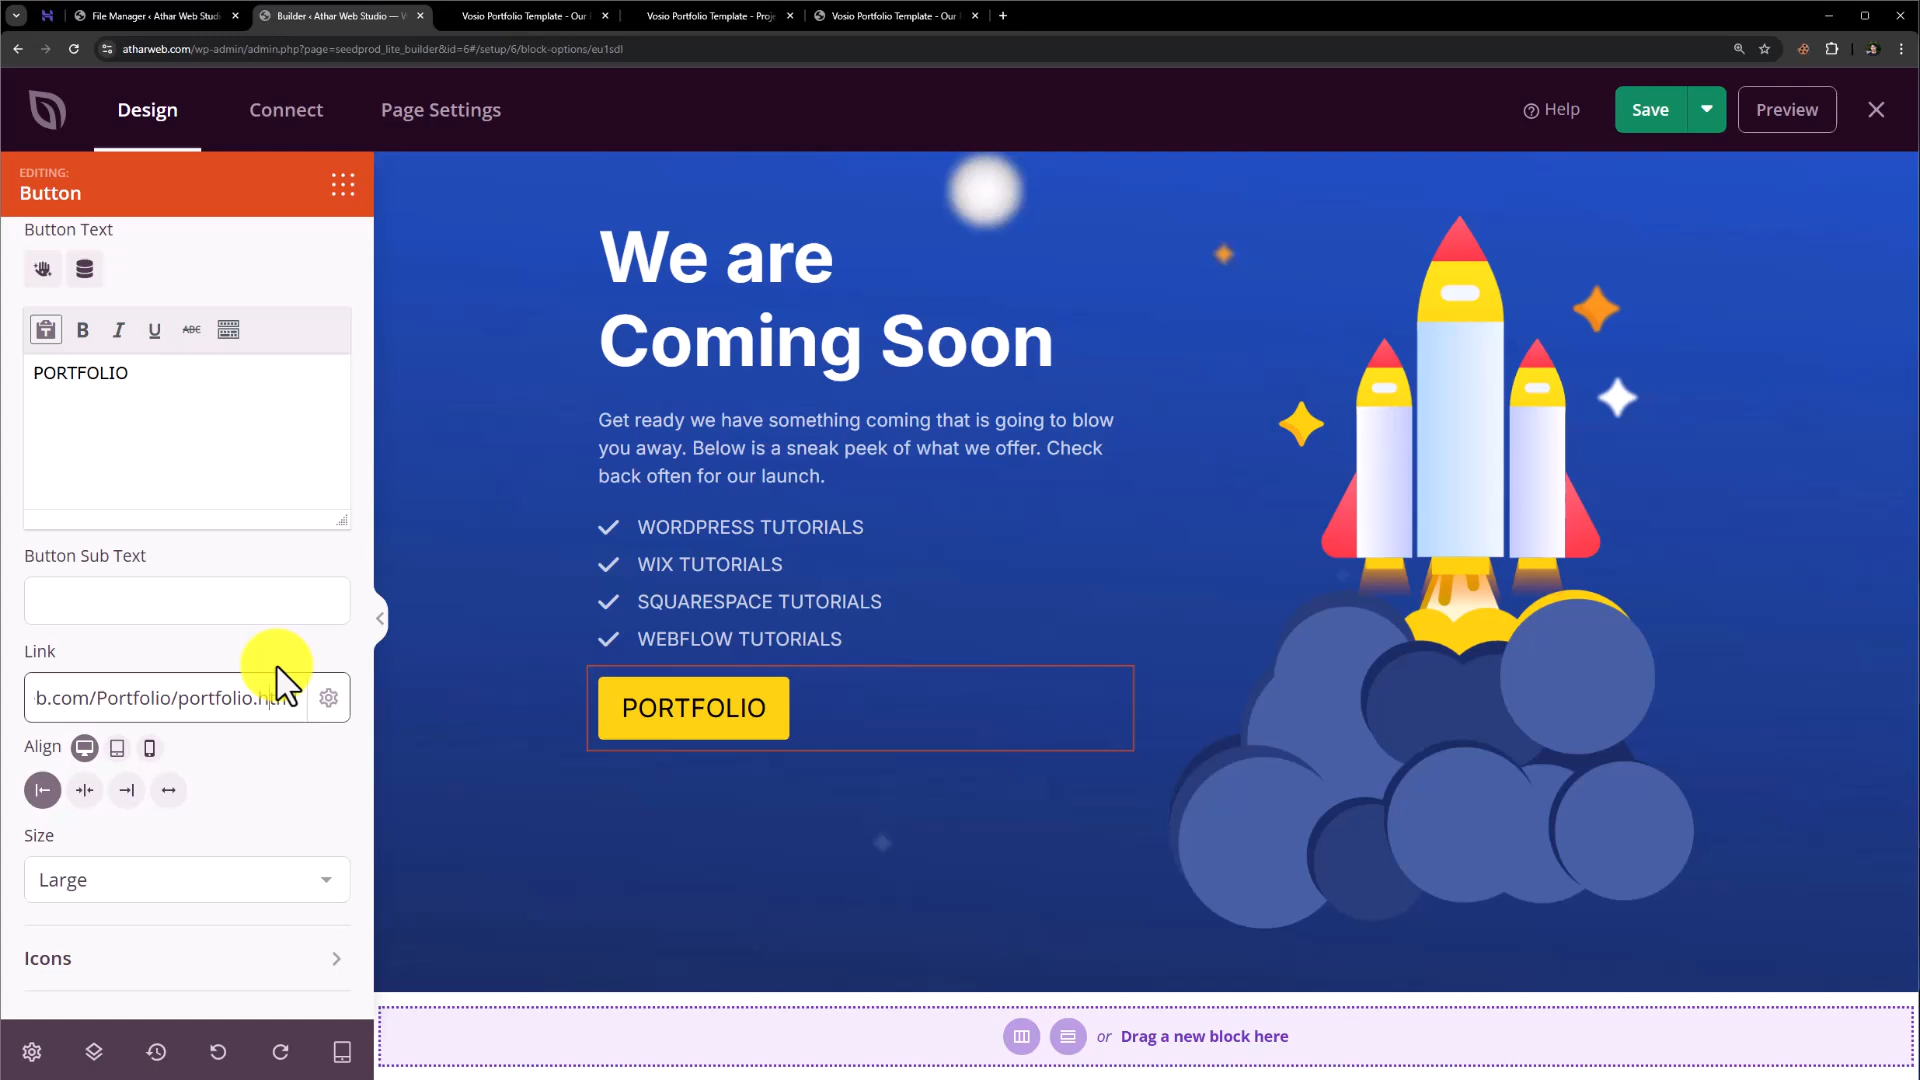 File Manager ‹ Athar Web Studi
Builder ‹ Athar Web Studio — W
Vosio Portfolio Template - Our
Vosio Portfolio Template - Proje
Vosio Portfolio Template - Our
atharweb.com/wp-admin/admin.php?page=seedprod_lite_builder&id=6#/setup/6/block-options/eu1sdl
Design
Connect
Page Settings
Help
Save
Preview
EDITING:
Button
Button Text
B I U ABC
PORTFOLIO
Button Sub Text
Link
b.com/Portfolio/portfolio.h
Align
Size
Large
Icons
We are
Coming Soon
Get ready we have something coming that is going to blow
you away. Below is a sneak peek of what we offer. Check
back often for our launch.
WORDPRESS TUTORIALS
WIX TUTORIALS
SQUARESPACE TUTORIALS
WEBFLOW TUTORIALS
PORTFOLIO
or Drag a new block here